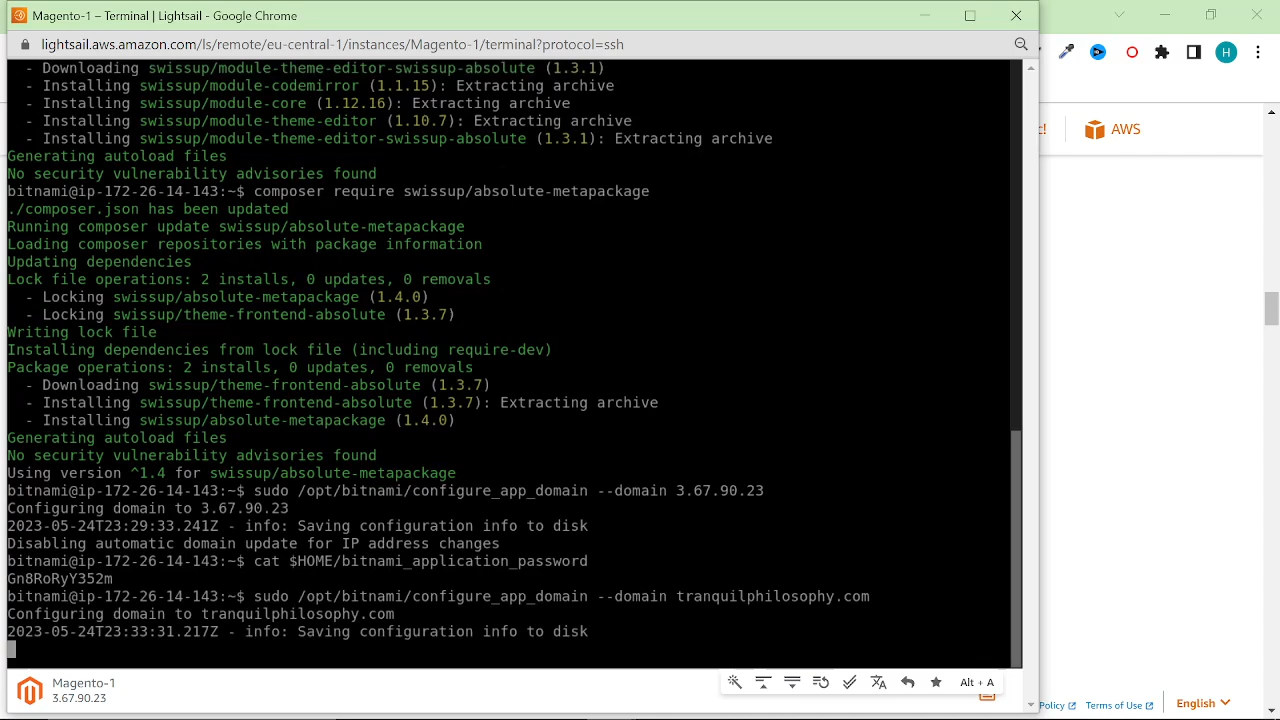 Magento-1 – Terminal | Lightsail - Google Chrome
lightsail.aws.amazon.com/ls/remote/eu-central-1/instances/Magento-1/terminal?protocol=ssh
H
- Downloading swissup/module-theme-editor-swissup-absolute (1.3.1)
- Installing swissup/module-codemirror (1.1.15): Extracting archive
- Installing swissup/module-core (1.12.16): Extracting archive
- Installing swissup/module-theme-editor (1.10.7): Extracting archive
- Installing swissup/module-theme-editor-swissup-absolute (1.3.1): Extracting archive
Generating autoload files
No security vulnerability advisories found
bitnami@ip-172-26-14-143:~$ composer require swissup/absolute-metapackage
./composer.json has been updated
Running composer update swissup/absolute-metapackage
Loading composer repositories with package information
Updating dependencies
Lock file operations: 2 installs, 0 updates, 0 removals
- Locking swissup/absolute-metapackage (1.4.0)
- Locking swissup/theme-frontend-absolute (1.3.7)
Writing lock file
Installing dependencies from lock file (including require-dev)
Package operations: 2 installs, 0 updates, 0 removals
- Downloading swissup/theme-frontend-absolute (1.3.7)
- Installing swissup/theme-frontend-absolute (1.3.7): Extracting archive
- Installing swissup/absolute-metapackage (1.4.0)
Generating autoload files
No security vulnerability advisories found
Using version ^1.4 for swissup/absolute-metapackage
bitnami@ip-172-26-14-143:~$ sudo /opt/bitnami/configure_app_domain --domain 3.67.90.23
Configuring domain to 3.67.90.23
2023-05-24T23:29:33.241Z - info: Saving configuration info to disk
Disabling automatic domain update for IP address changes
bitnami@ip-172-26-14-143:~$ cat $HOME/bitnami_application_password
Gn8RoRyY352m
bitnami@ip-172-26-14-143:~$ sudo /opt/bitnami/configure_app_domain --domain tranquilphilosophy.com
Configuring domain to tranquilphilosophy.com
2023-05-24T23:33:31.217Z - info: Saving configuration info to disk
Magento-1
3.67.90.23
Alt + A
c!
AWS
Policy
Terms of Use
English